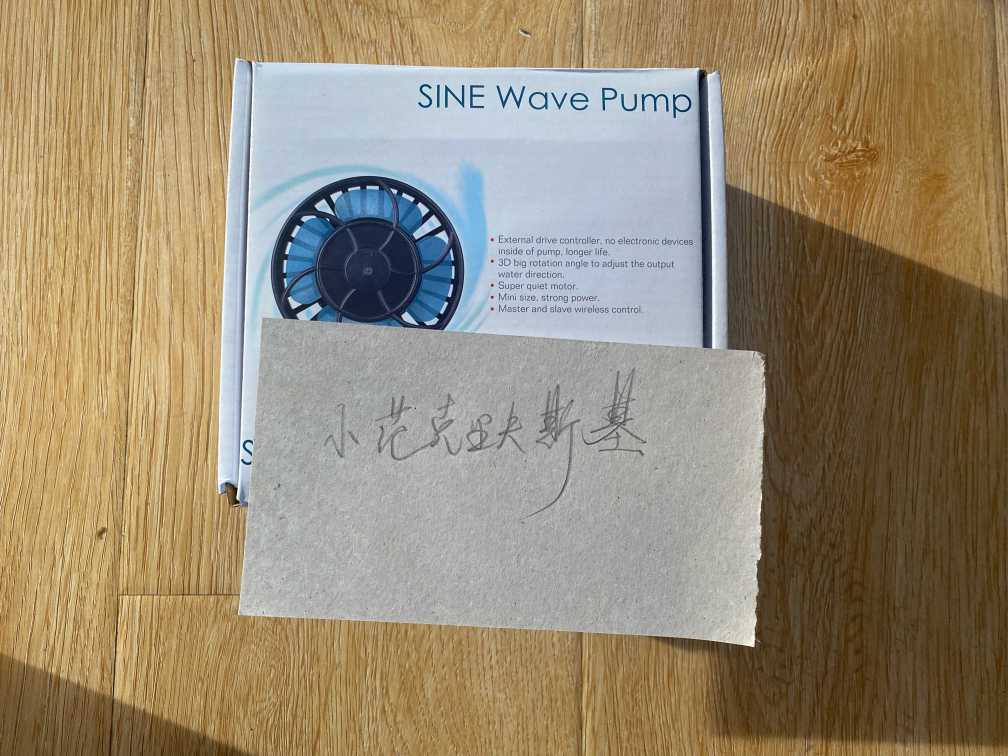 SINE Wave Pump
• External drive controller, no electronic devices
inside of pump, longer life.
• 3D big rotation angle to adjust the output
water direction.
• Super quiet motor.
• Mini size, strong power.
• Master and slave wireless control.
S
小范克里夫斯基